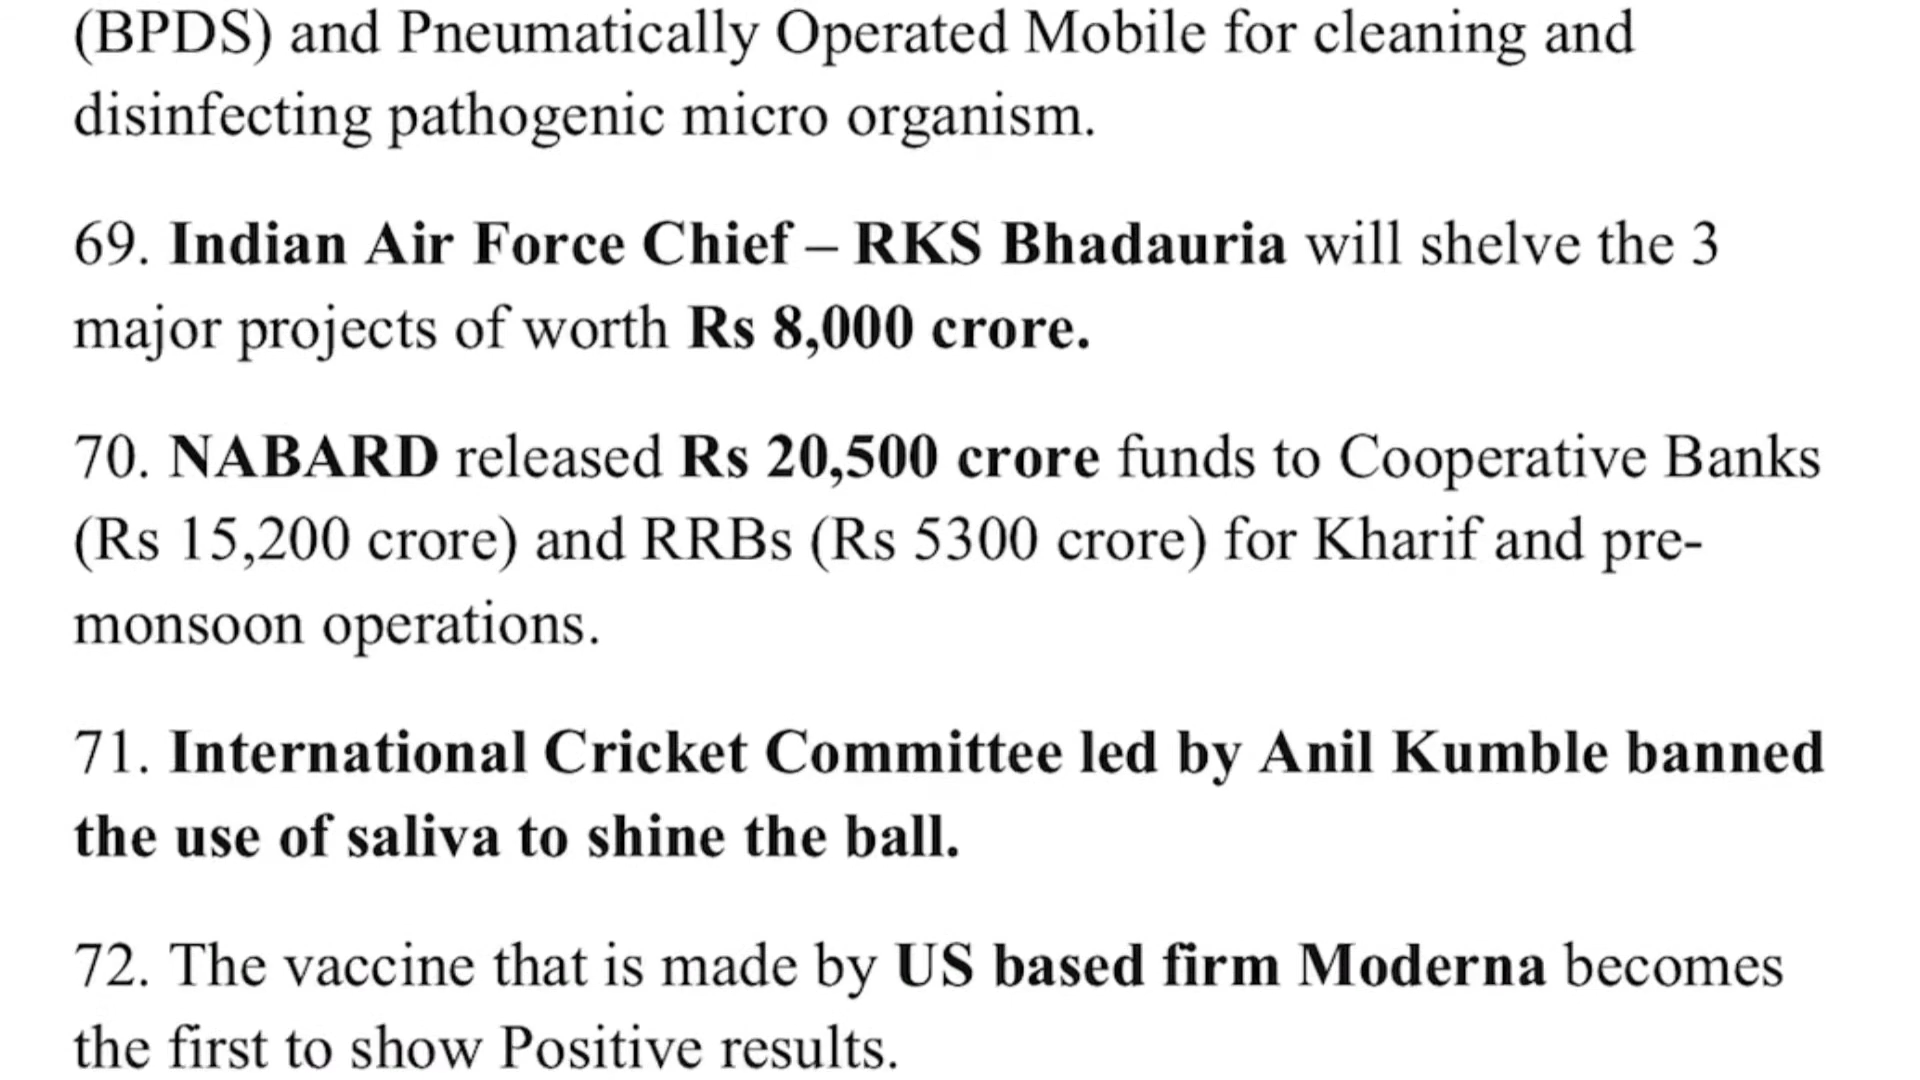 (BPDS) and Pneumatically Operated Mobile for cleaning and
disinfecting pathogenic micro organism.
69. Indian Air Force Chief – RKS Bhadauria will shelve the 3
major projects of worth Rs 8,000 crore.
70. NABARD released Rs 20,500 crore funds to Cooperative Banks
(Rs 15,200 crore) and RRBs (Rs 5300 crore) for Kharif and pre-
monsoon operations.
71. International Cricket Committee led by Anil Kumble banned
the use of saliva to shine the ball.
72. The vaccine that is made by US based firm Moderna becomes
the first to show Positive results.